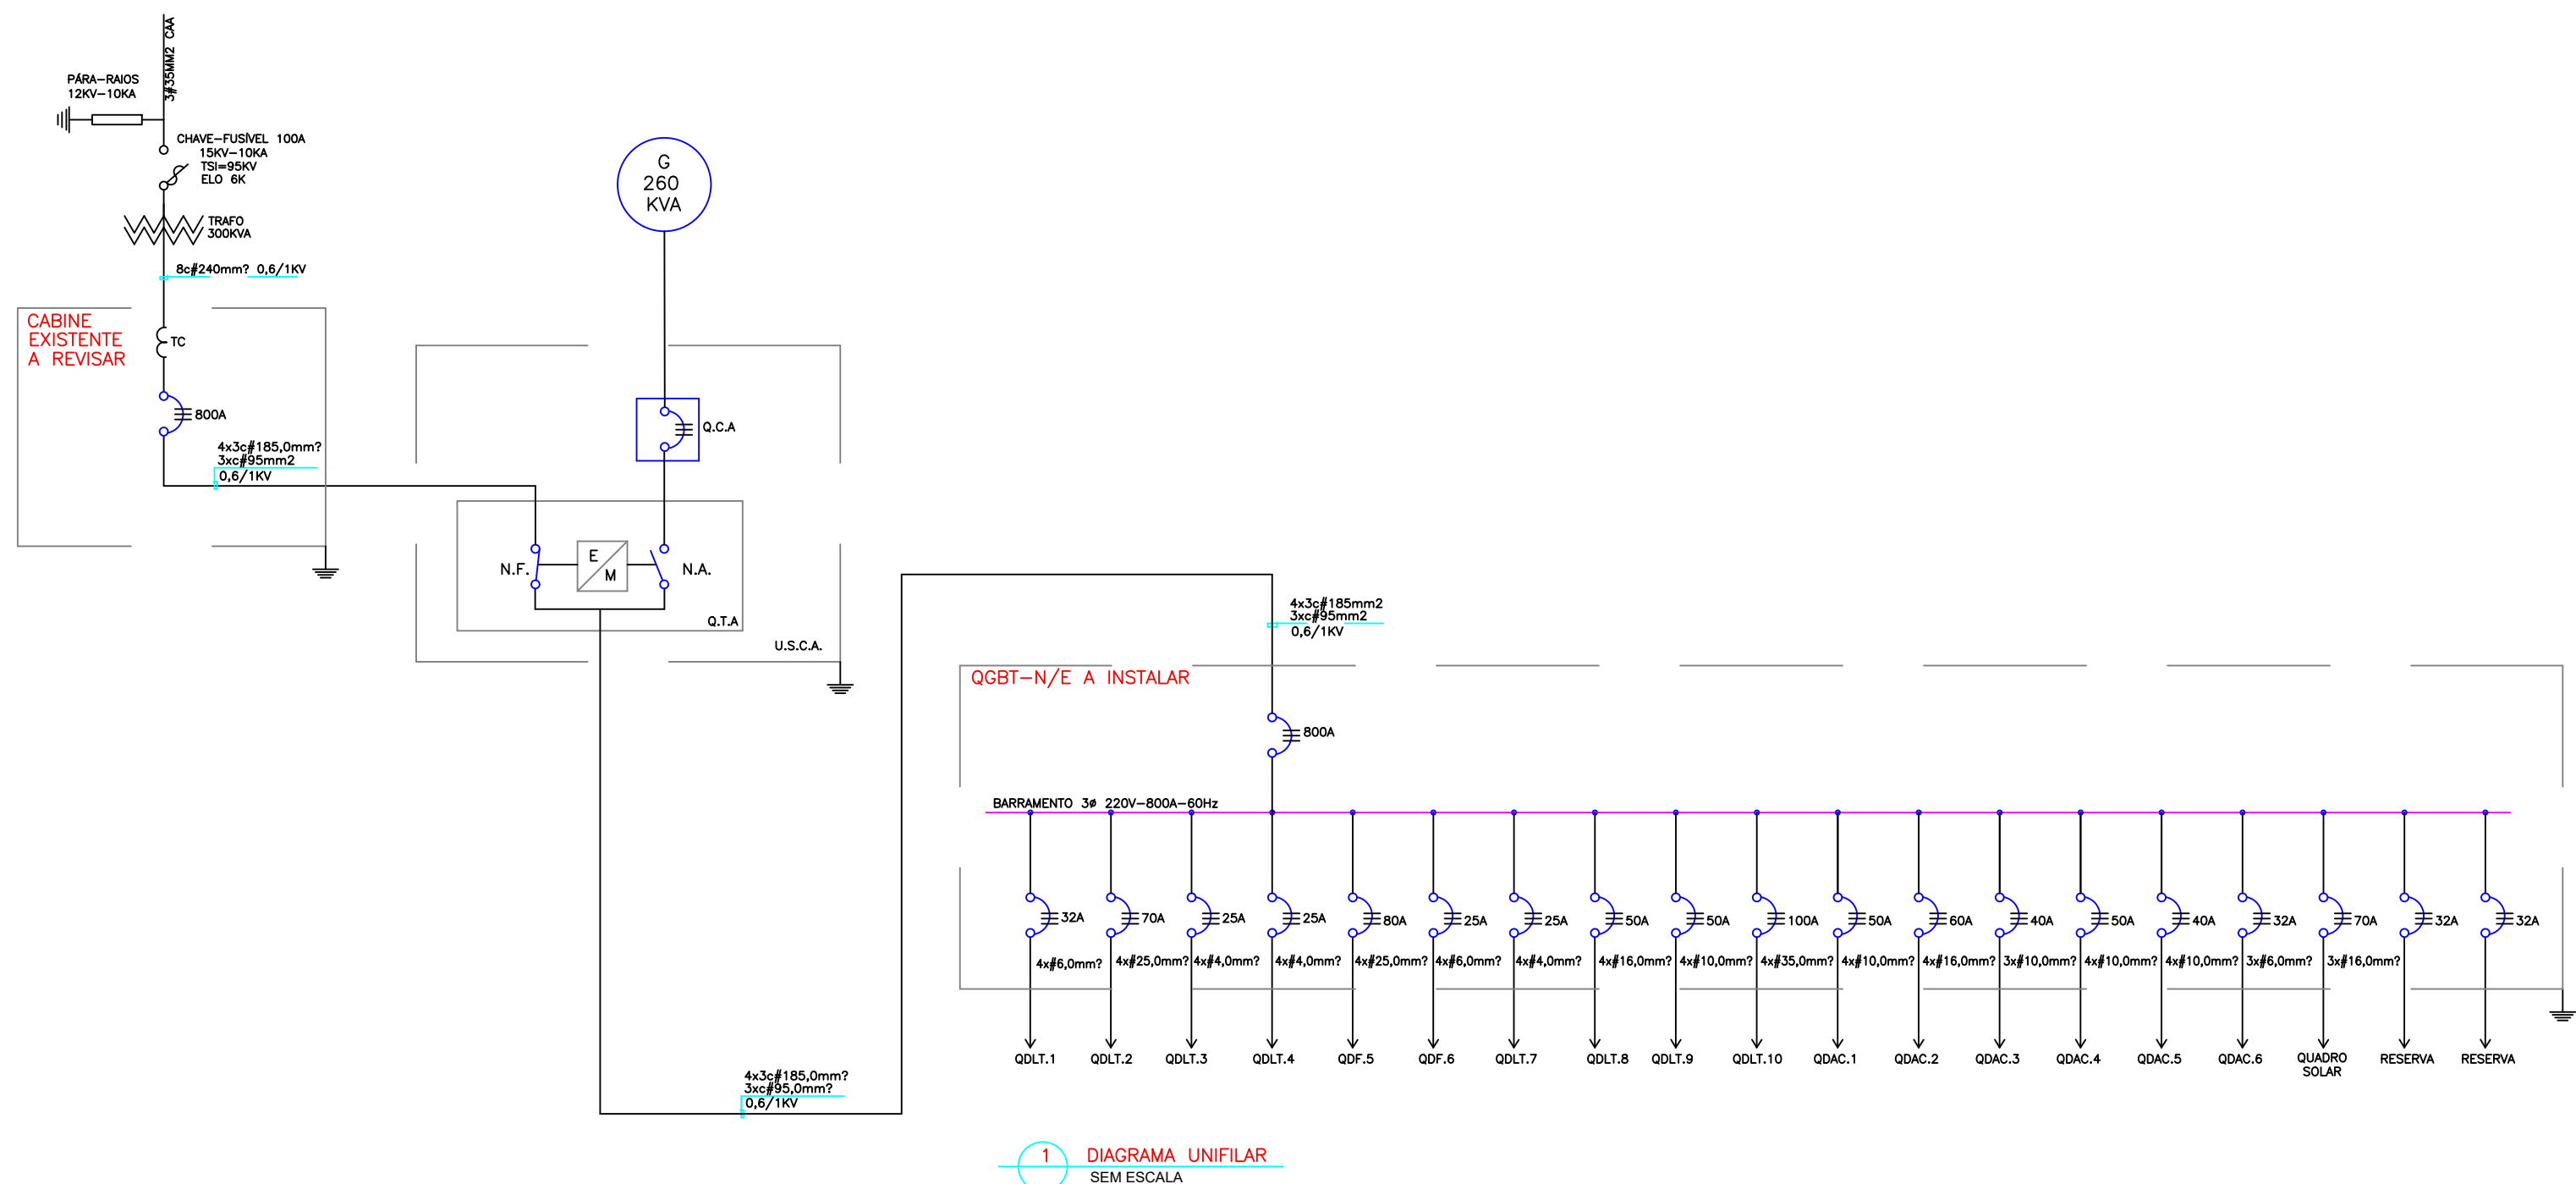 3#35MM2 CAA
PÁRA-RAIOS
12KV-10KA
CHAVE-FUSÍVEL 100A
15KV-10KA
TSI=95KV
ELO 6K
TRAFO
300KVA
8c#240mm? 0,6/1KV
CABINE
EXISTENTE
A REVISAR
TC
800A
4x3c#185,0mm?
3xc#95mm2
0,6/1KV
G
260
KVA
Q.C.A
N.F.
E
M
N.A.
Q.T.A
U.S.C.A.
4x3c#185,0mm?
3xc#95,0mm?
0,6/1KV
4x3c#185mm2
3xc#95mm2
0,6/1KV
QGBT-N/E A INSTALAR
800A
BARRAMENTO 3ø 220V-800A-60Hz
32A 70A 25A 25A 80A 25A 25A 50A 50A 100A 50A 60A 40A 50A 40A 32A 70A 32A 32A
4x#6,0mm? 4x#25,0mm? 4x#4,0mm? 4x#4,0mm? 4x#25,0mm? 4x#6,0mm? 4x#4,0mm? 4x#16,0mm? 4x#10,0mm? 4x#35,0mm? 4x#10,0mm? 4x#16,0mm? 3x#10,0mm? 4x#10,0mm? 4x#10,0mm? 3x#6,0mm? 3x#16,0mm?
QDLT.1 QDLT.2 QDLT.3 QDLT.4 QDF.5 QDF.6 QDLT.7 QDLT.8 QDLT.9 QDLT.10 QDAC.1 QDAC.2 QDAC.3 QDAC.4 QDAC.5 QDAC.6 QUADRO RESERVA RESERVA
SOLAR
1 DIAGRAMA UNIFILAR
SEM ESCALA